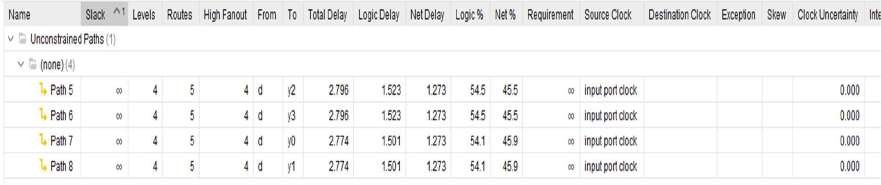 Name Slack ^1 Levels Routes High Fanout From To Total Delay Logic Delay Net Delay Logic % Net % Requirement Source Clock Destination Clock Exception Skew Clock Uncertainty Inte
Unconstrained Paths (1)
(none) (4)
Path 5 ∞ 4 5 4 d y2 2.796 1.523 1.273 54.5 45.5 ∞ input port clock 0.000
Path 6 ∞ 4 5 4 d y3 2.796 1.523 1.273 54.5 45.5 ∞ input port clock 0.000
Path 7 ∞ 4 5 4 d y0 2.774 1.501 1.273 54.1 45.9 ∞ input port clock 0.000
Path 8 ∞ 4 5 4 d y1 2.774 1.501 1.273 54.1 45.9 ∞ input port clock 0.000